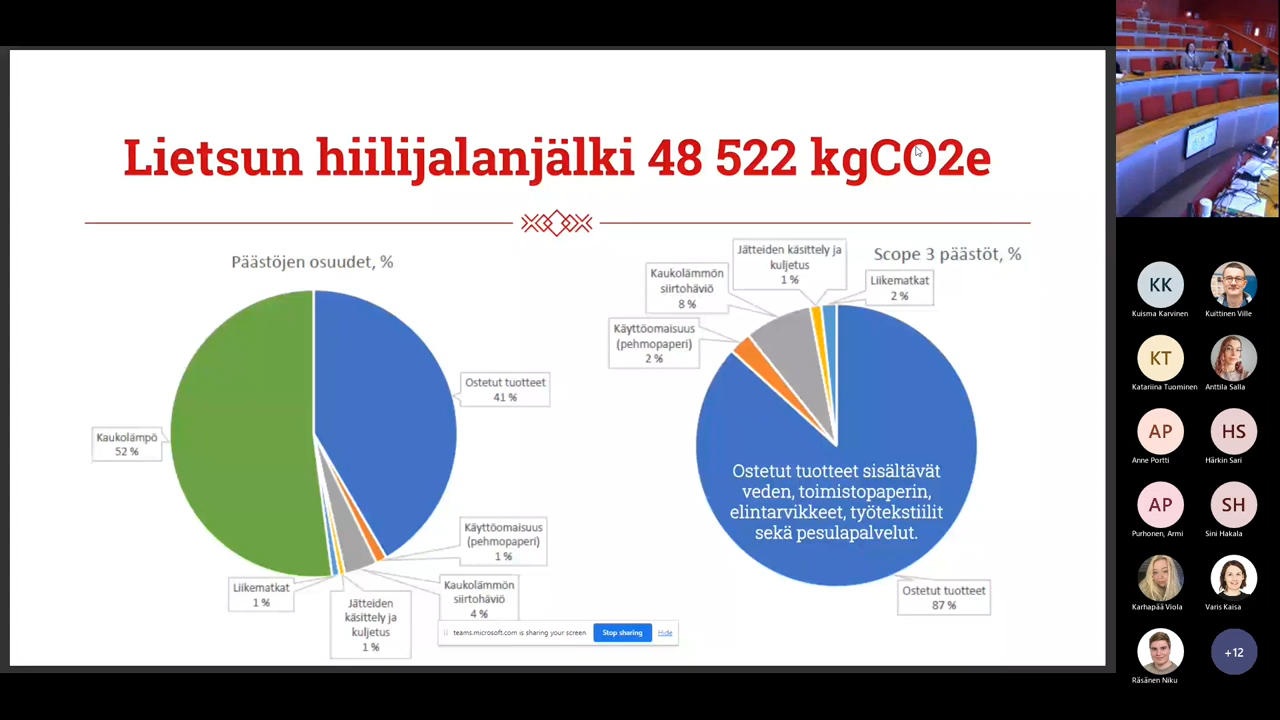 Lietsun hiilijalanjälki 48 522 kgCO2e
Päästöjen osuudet, %
Ostetut tuotteet
41 %
Kaukolämpö
52 %
Käyttöomaisuus
(pehmopaperi)
1 %
Kaukolämmön
siirtohäviö
4 %
Jätteiden
käsittely ja
kuljetus
1 %
Liikematkat
1 %
Scope 3 päästöt, %
Jätteiden käsittely ja
kuljetus
1 %
Liikematkat
2 %
Kaukolämmön
siirtohäviö
8 %
Käyttöomaisuus
(pehmopaperi)
2 %
Ostetut tuotteet sisältävät
veden, toimistopaperin,
elintarvikkeet, työtekstiilit
sekä pesulapalvelut.
Ostetut tuotteet
87 %
teams.microsoft.com is sharing your screen.
Stop sharing
Hide
KK
Kuisma Karvinen
Kuittinen Ville
KT
Katariina Tuominen
Anttila Salla
AP
Anne Portti
HS
Härkin Sari
AP
Purhonen, Armi
SH
Sini Hakala
Karhapää Viola
Varis Kaisa
Räsänen Niku
+12